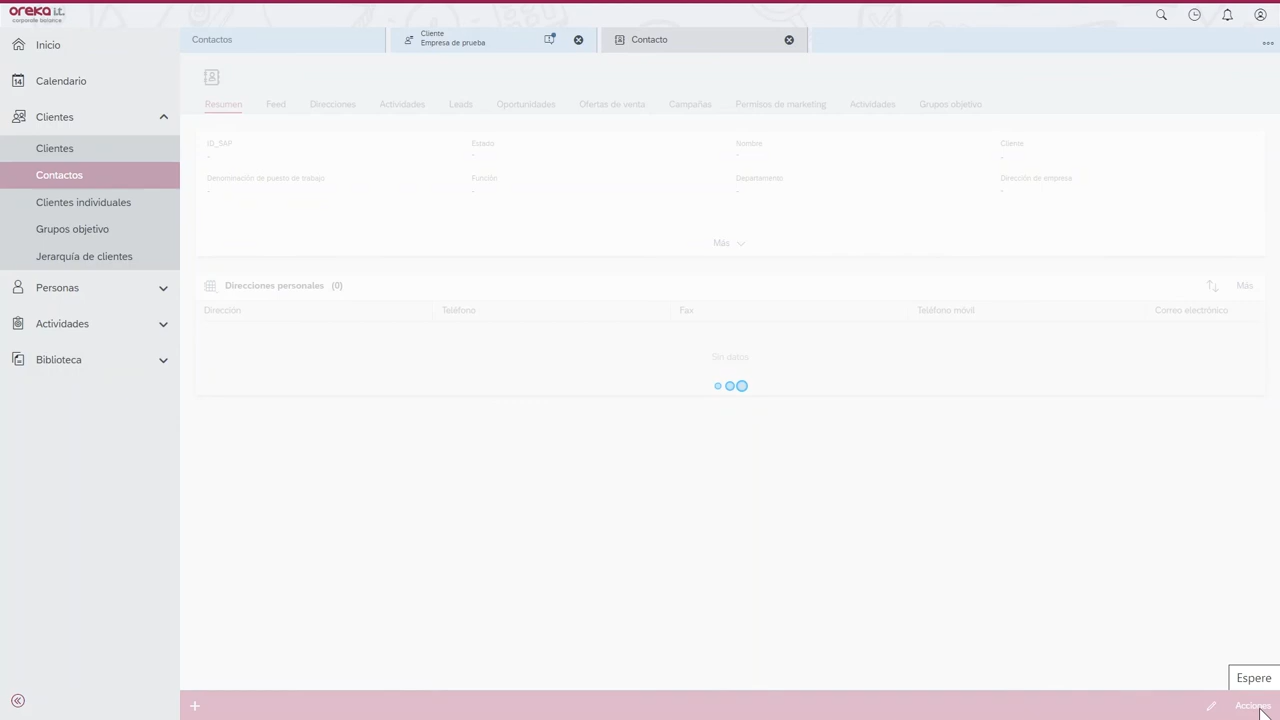 oreka i.t.
corporate balance
Inicio
14 Calendario
Clientes
Clientes
Contactos
Clientes individuales
Grupos objetivo
Jerarquía de clientes
Personas
Actividades
Biblioteca
Contactos
Cliente
Empresa de prueba
Contacto
Resumen Feed Direcciones Actividades Leads Oportunidades Ofertas de venta Campañas Permisos de marketing Actividades Grupos objetivo
ID_SAP Estado Nombre Cliente
- - - -
Denominación de puesto de trabajo Función Departamento Dirección de empresa
- - - -
Más
Direcciones personales (0) Más
Dirección Teléfono Fax Teléfono móvil Correo electrónico
Sin datos
Espere
Acciones